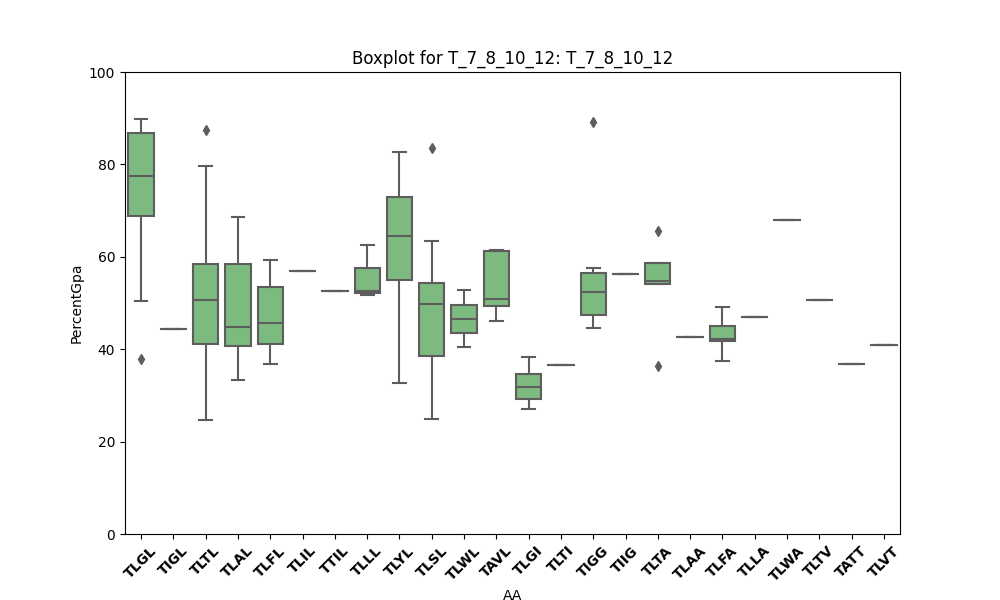 Boxplot for T_7_8_10_12: T_7_8_10_12
PercentGpa
100
80
60
40
20
0
TLGL TIGL TLTL TLAL TLFL TLIL TTIL TLLL TLYL TLSL TLWL TAVL TLGI TLTI TIGG TIIG TLTA TLAA TLFA TLLA TLWA TLTV TATT TLVT
AA